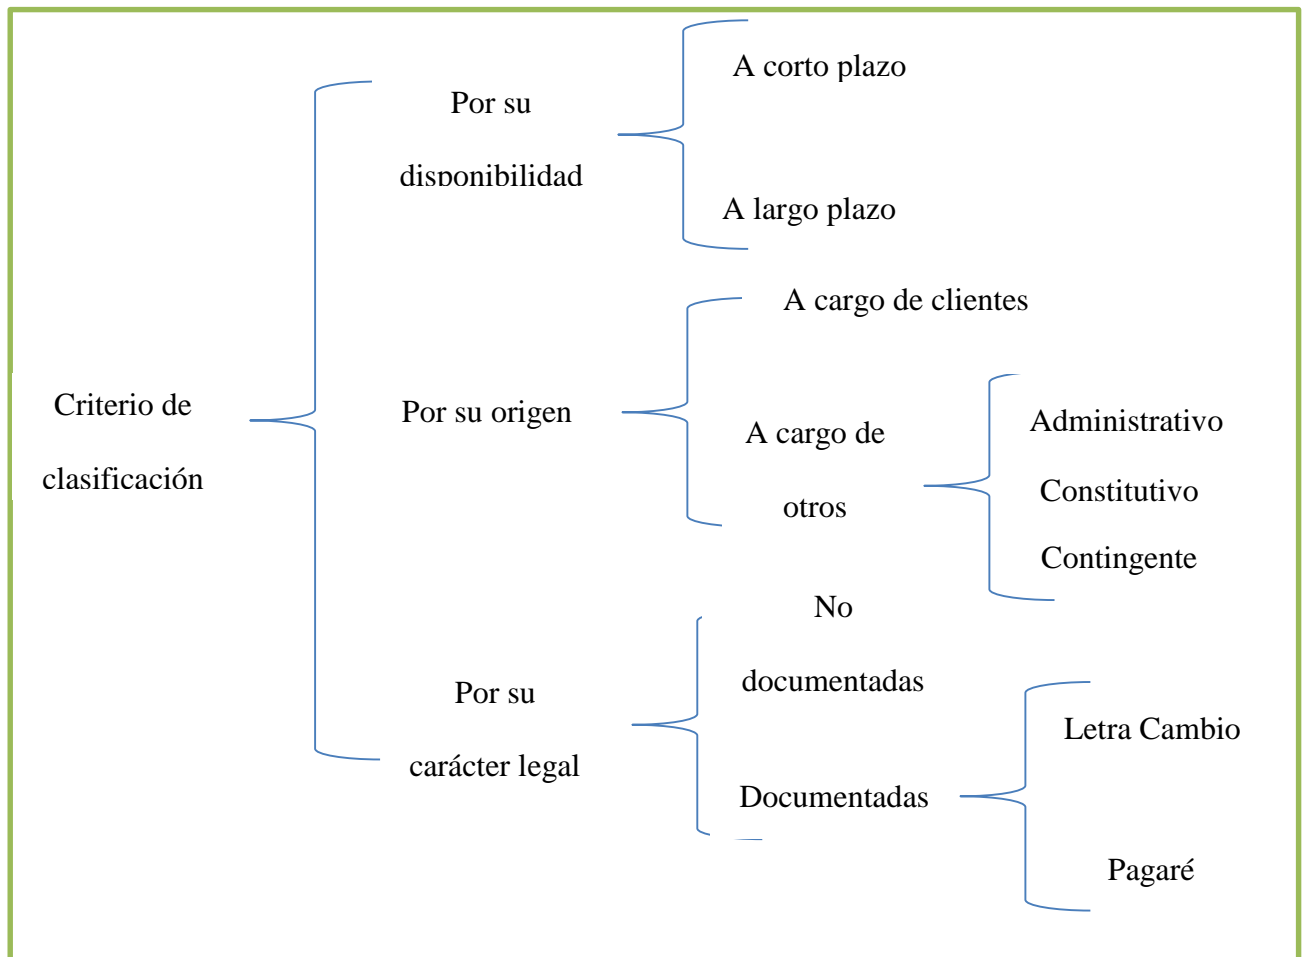 Criterio de
clasificación
Por su
disponibilidad
A corto plazo
A largo plazo
Por su origen
A cargo de clientes
A cargo de
otros
Administrativo
Constitutivo
Contingente
Por su
carácter legal
No
documentadas
Documentadas
Letra Cambio
Pagaré